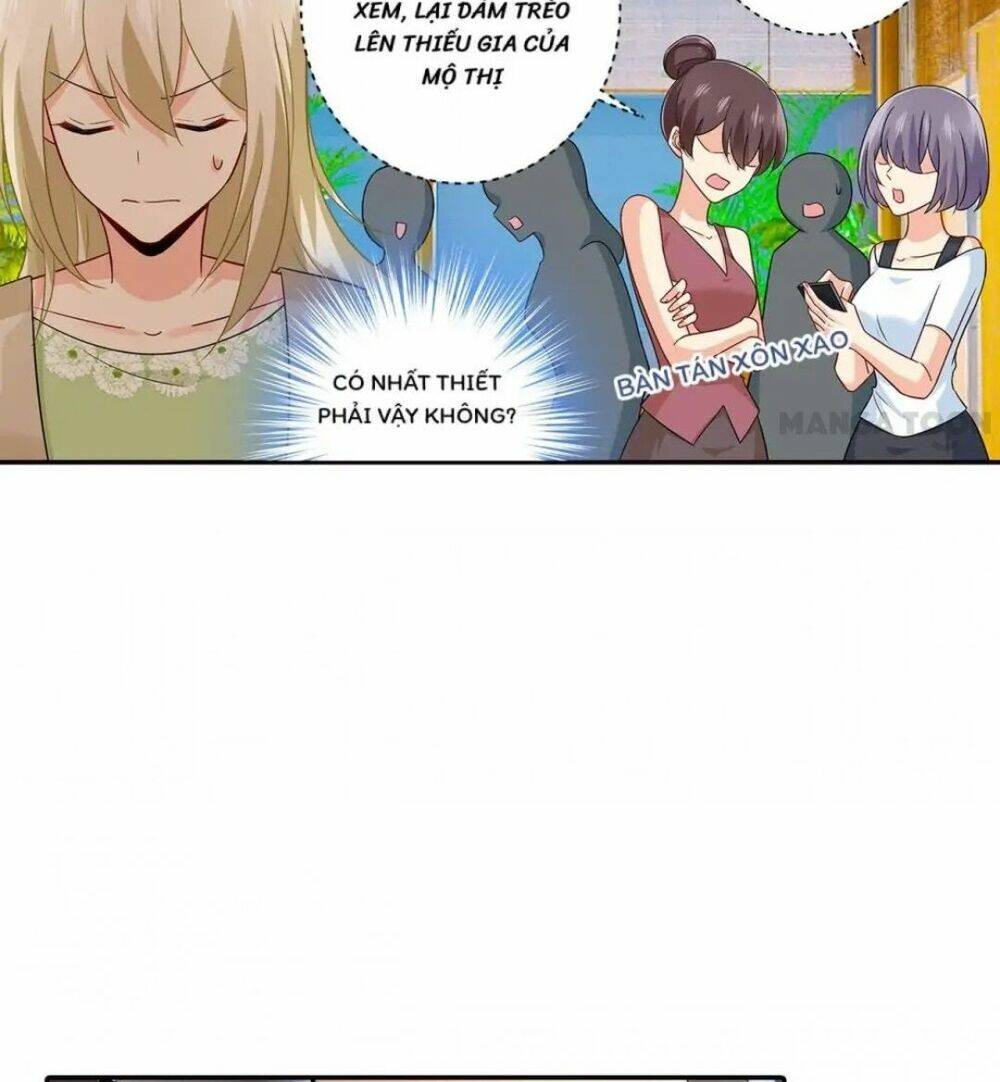 XEM, LẠI DÁM TRÈO
LÊN THIẾU GIA CỦA
MỘ THỊ
CÓ NHẤT THIẾT
PHẢI VẬY KHÔNG?
BÀN TÁN XÔN XAO
MANGATOON